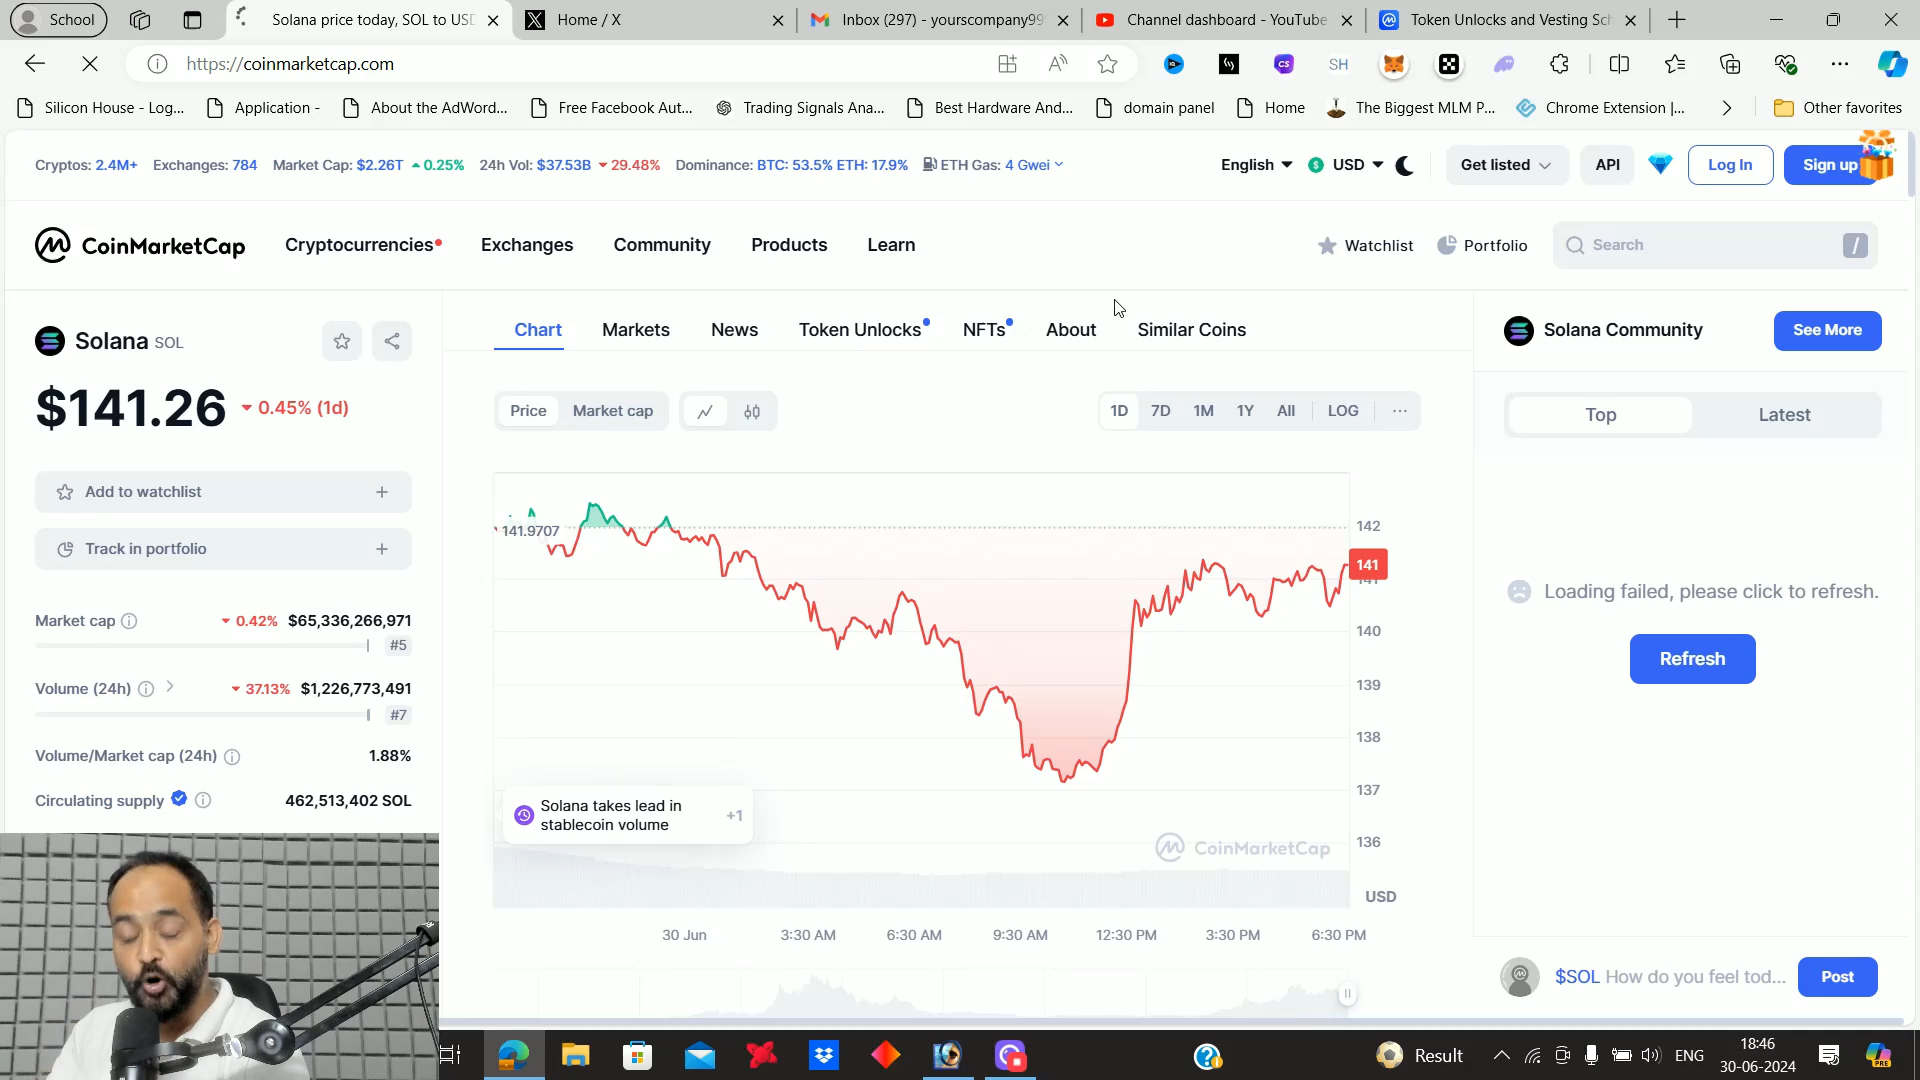 School
Solana price today, SOL to USD
Home / X
Inbox (297) - yourscompany99
Channel dashboard - YouTube
Token Unlocks and Vesting Sch
https://coinmarketcap.com
SH
Silicon House - Log...
Application -
About the AdWord...
Free Facebook Aut...
Trading Signals Ana...
Best Hardware And...
domain panel
Home
The Biggest MLM P...
Chrome Extension |...
Other favorites
Cryptos: 2.4M+ Exchanges: 784 Market Cap: $2.26T 0.25% 24h Vol: $37.53B 29.48% Dominance: BTC: 53.5% ETH: 17.9% ETH Gas: 4 Gwei
English
USD
Get listed
API
Log In
Sign up
CoinMarketCap
Cryptocurrencies
Exchanges
Community
Products
Learn
Watchlist
Portfolio
Search
/
Solana SOL
$141.26 0.45% (1d)
Add to watchlist +
Track in portfolio +
Market cap 0.42% $65,336,266,971
#5
Volume (24h) 37.13% $1,226,773,491
#7
Volume/Market cap (24h) 1.88%
Circulating supply 462,513,402 SOL
Chart
Markets
News
Token Unlocks
NFTs
About
Similar Coins
Price
Market cap
1D
7D
1M
1Y
All
LOG
...
141.9707
142
141
141
140
139
138
137
136
USD
Solana takes lead in
stablecoin volume
+1
CoinMarketCap
30 Jun
3:30 AM
6:30 AM
9:30 AM
12:30 PM
3:30 PM
6:30 PM
Solana Community
See More
Top
Latest
Loading failed, please click to refresh.
Refresh
$SOL How do you feel tod...
Post
Result
ENG
18:46
30-06-2024
PRE